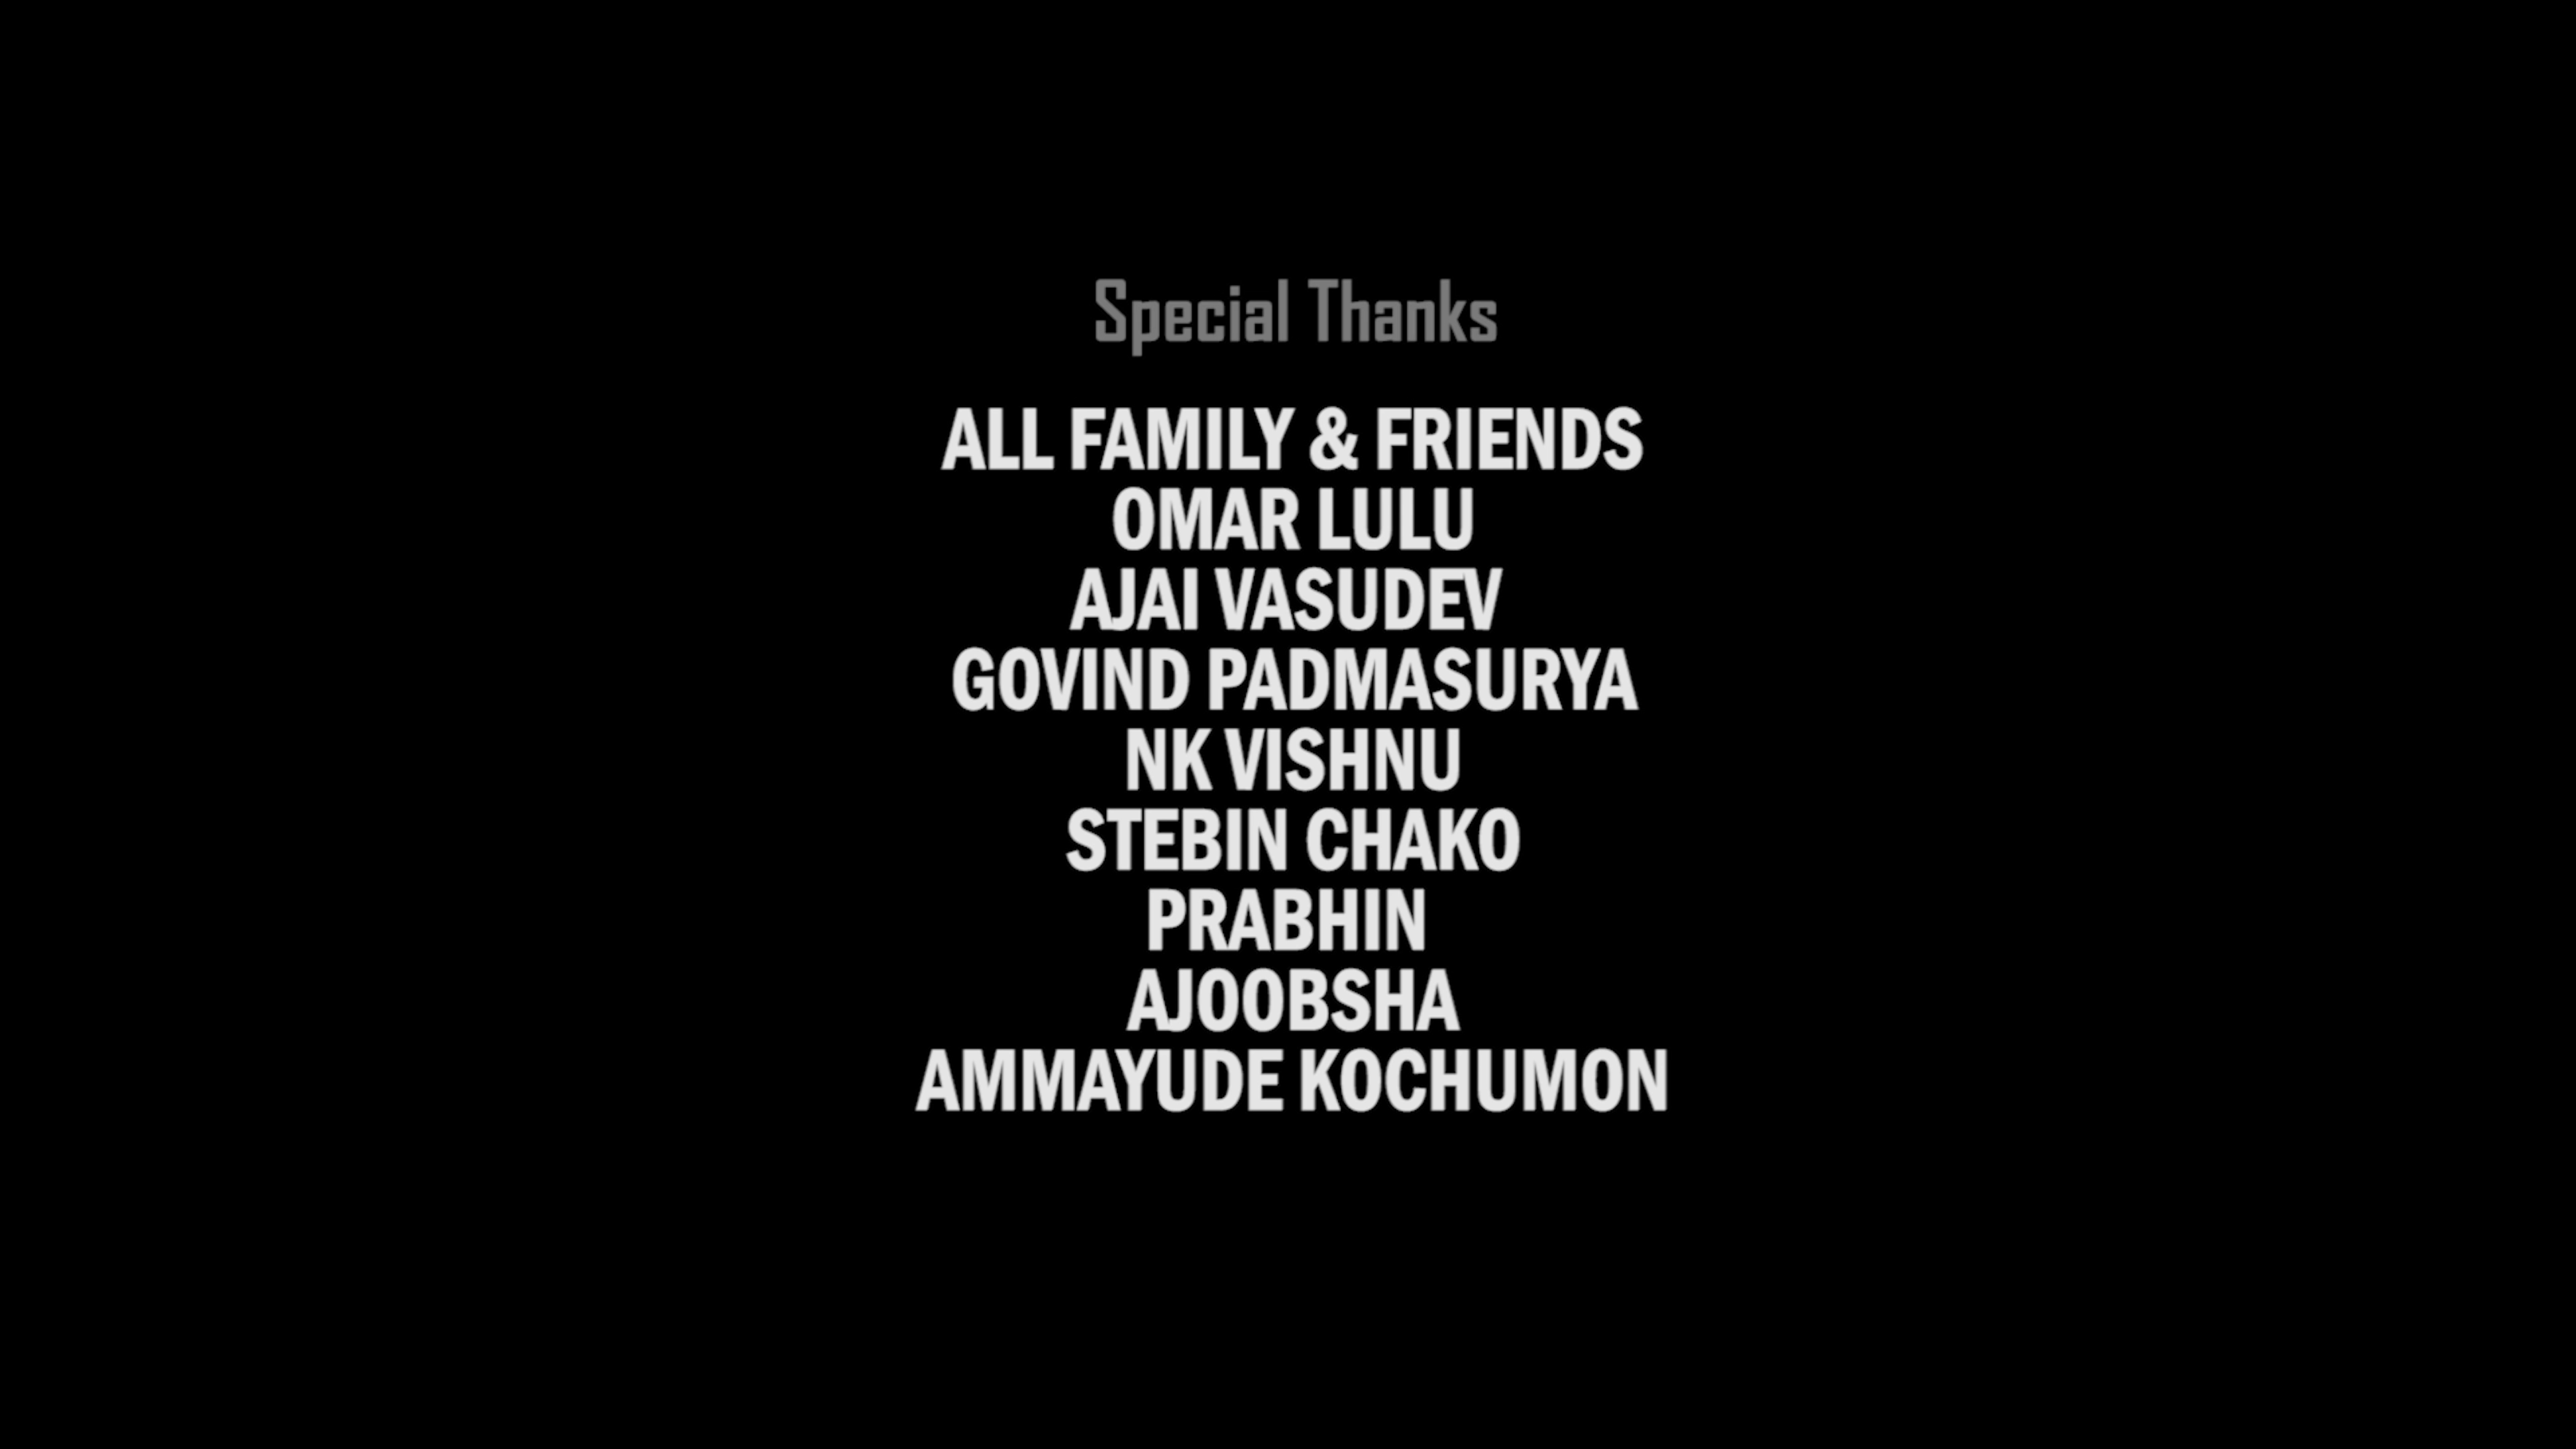 Special Thanks
ALL FAMILY & FRIENDS
OMAR LULU
AJAI VASUDEV
GOVIND PADMASURYA
NK VISHNU
STEBIN CHAKO
PRABHIN
AJOOBSHA
AMMAYUDE KOCHUMON